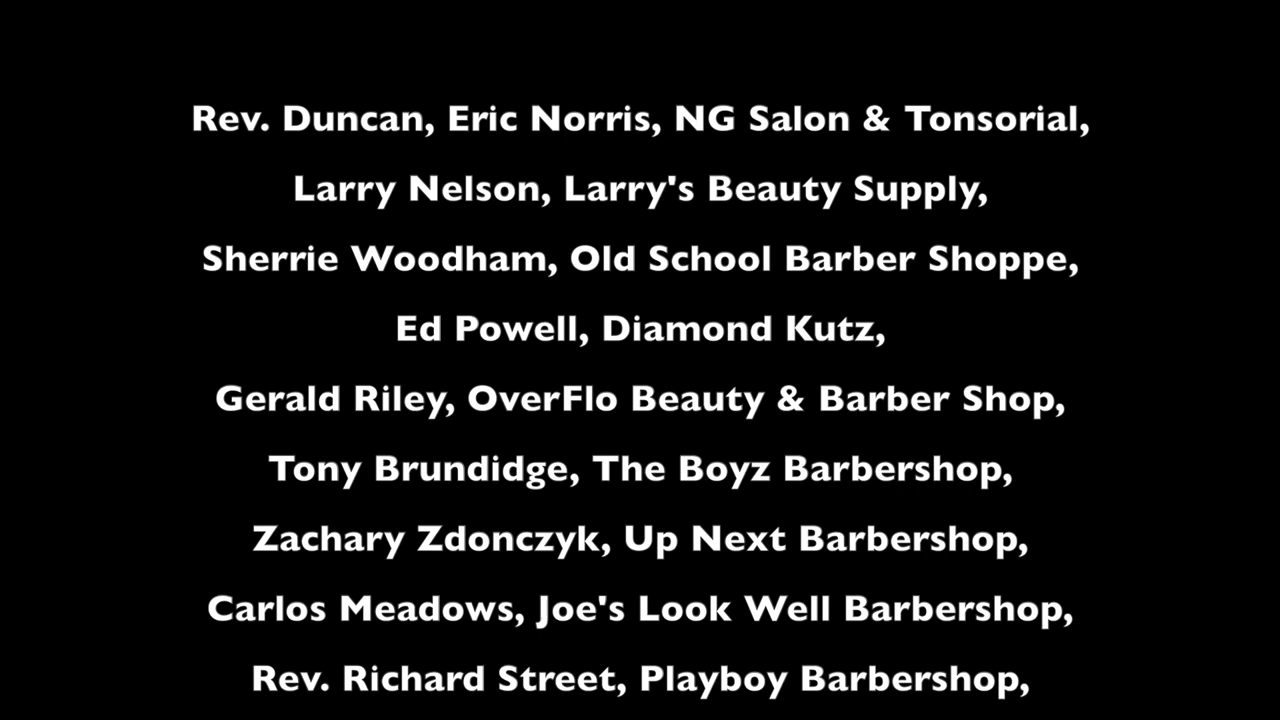 Rev. Duncan, Eric Norris, NG Salon & Tonsorial,
Larry Nelson, Larry's Beauty Supply,
Sherrie Woodham, Old School Barber Shoppe,
Ed Powell, Diamond Kutz,
Gerald Riley, OverFlo Beauty & Barber Shop,
Tony Brundidge, The Boyz Barbershop,
Zachary Zdonczyk, Up Next Barbershop,
Carlos Meadows, Joe's Look Well Barbershop,
Rev. Richard Street, Playboy Barbershop,